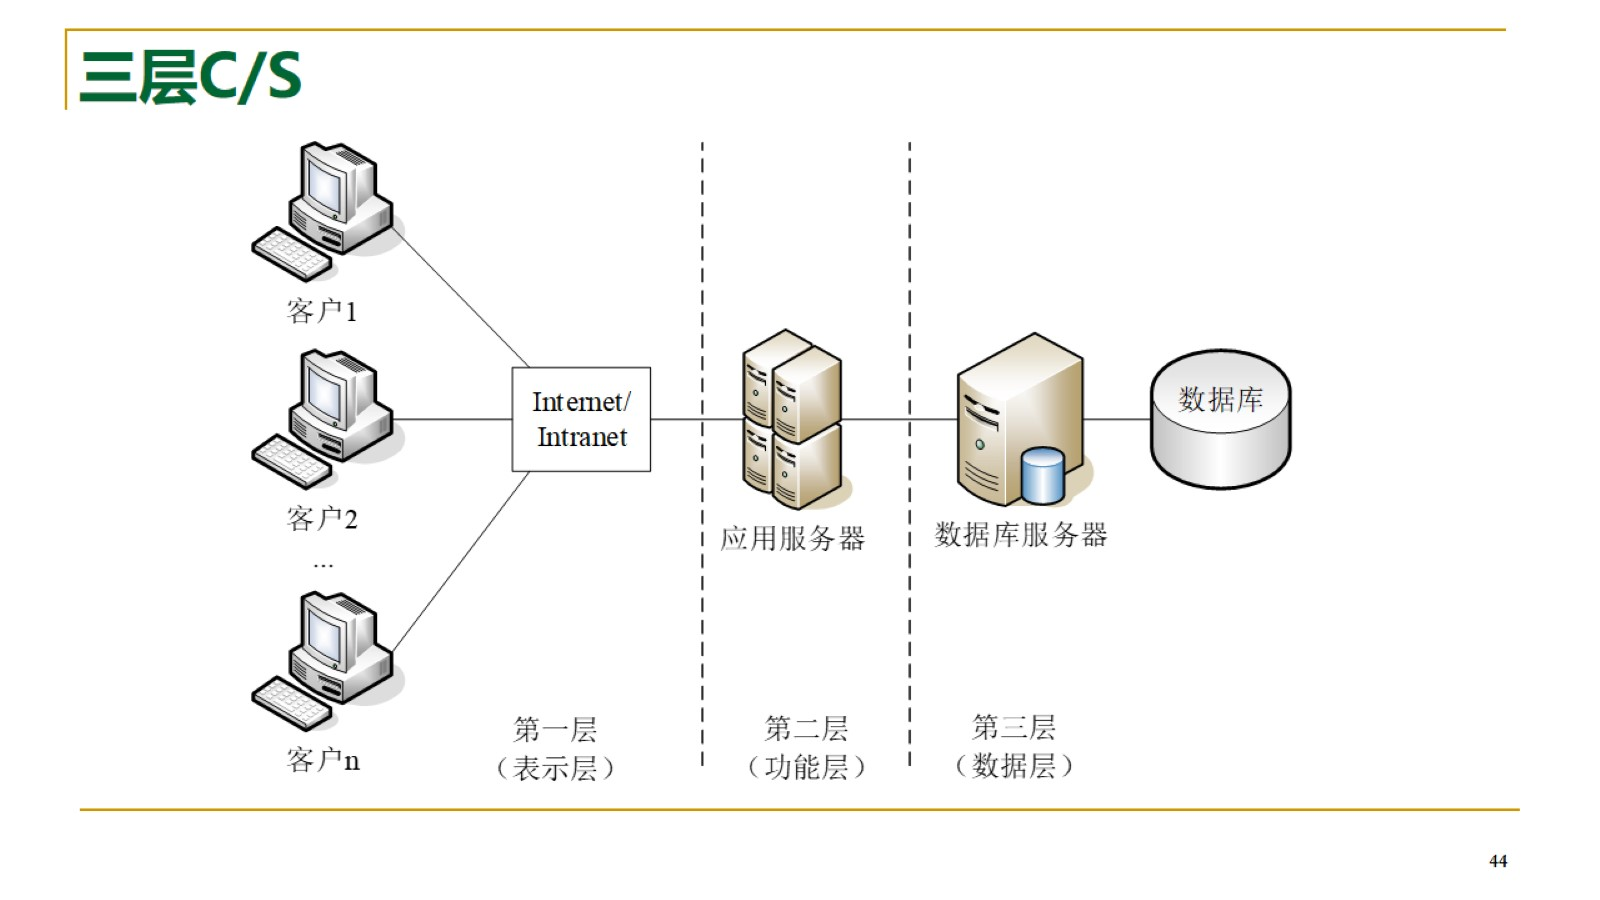 三层C/S
客户1
客户2
...
客户n
Internet/
Intranet
应用服务器
数据库服务器
数据库
第一层
（表示层）
第二层
（功能层）
第三层
（数据层）
44